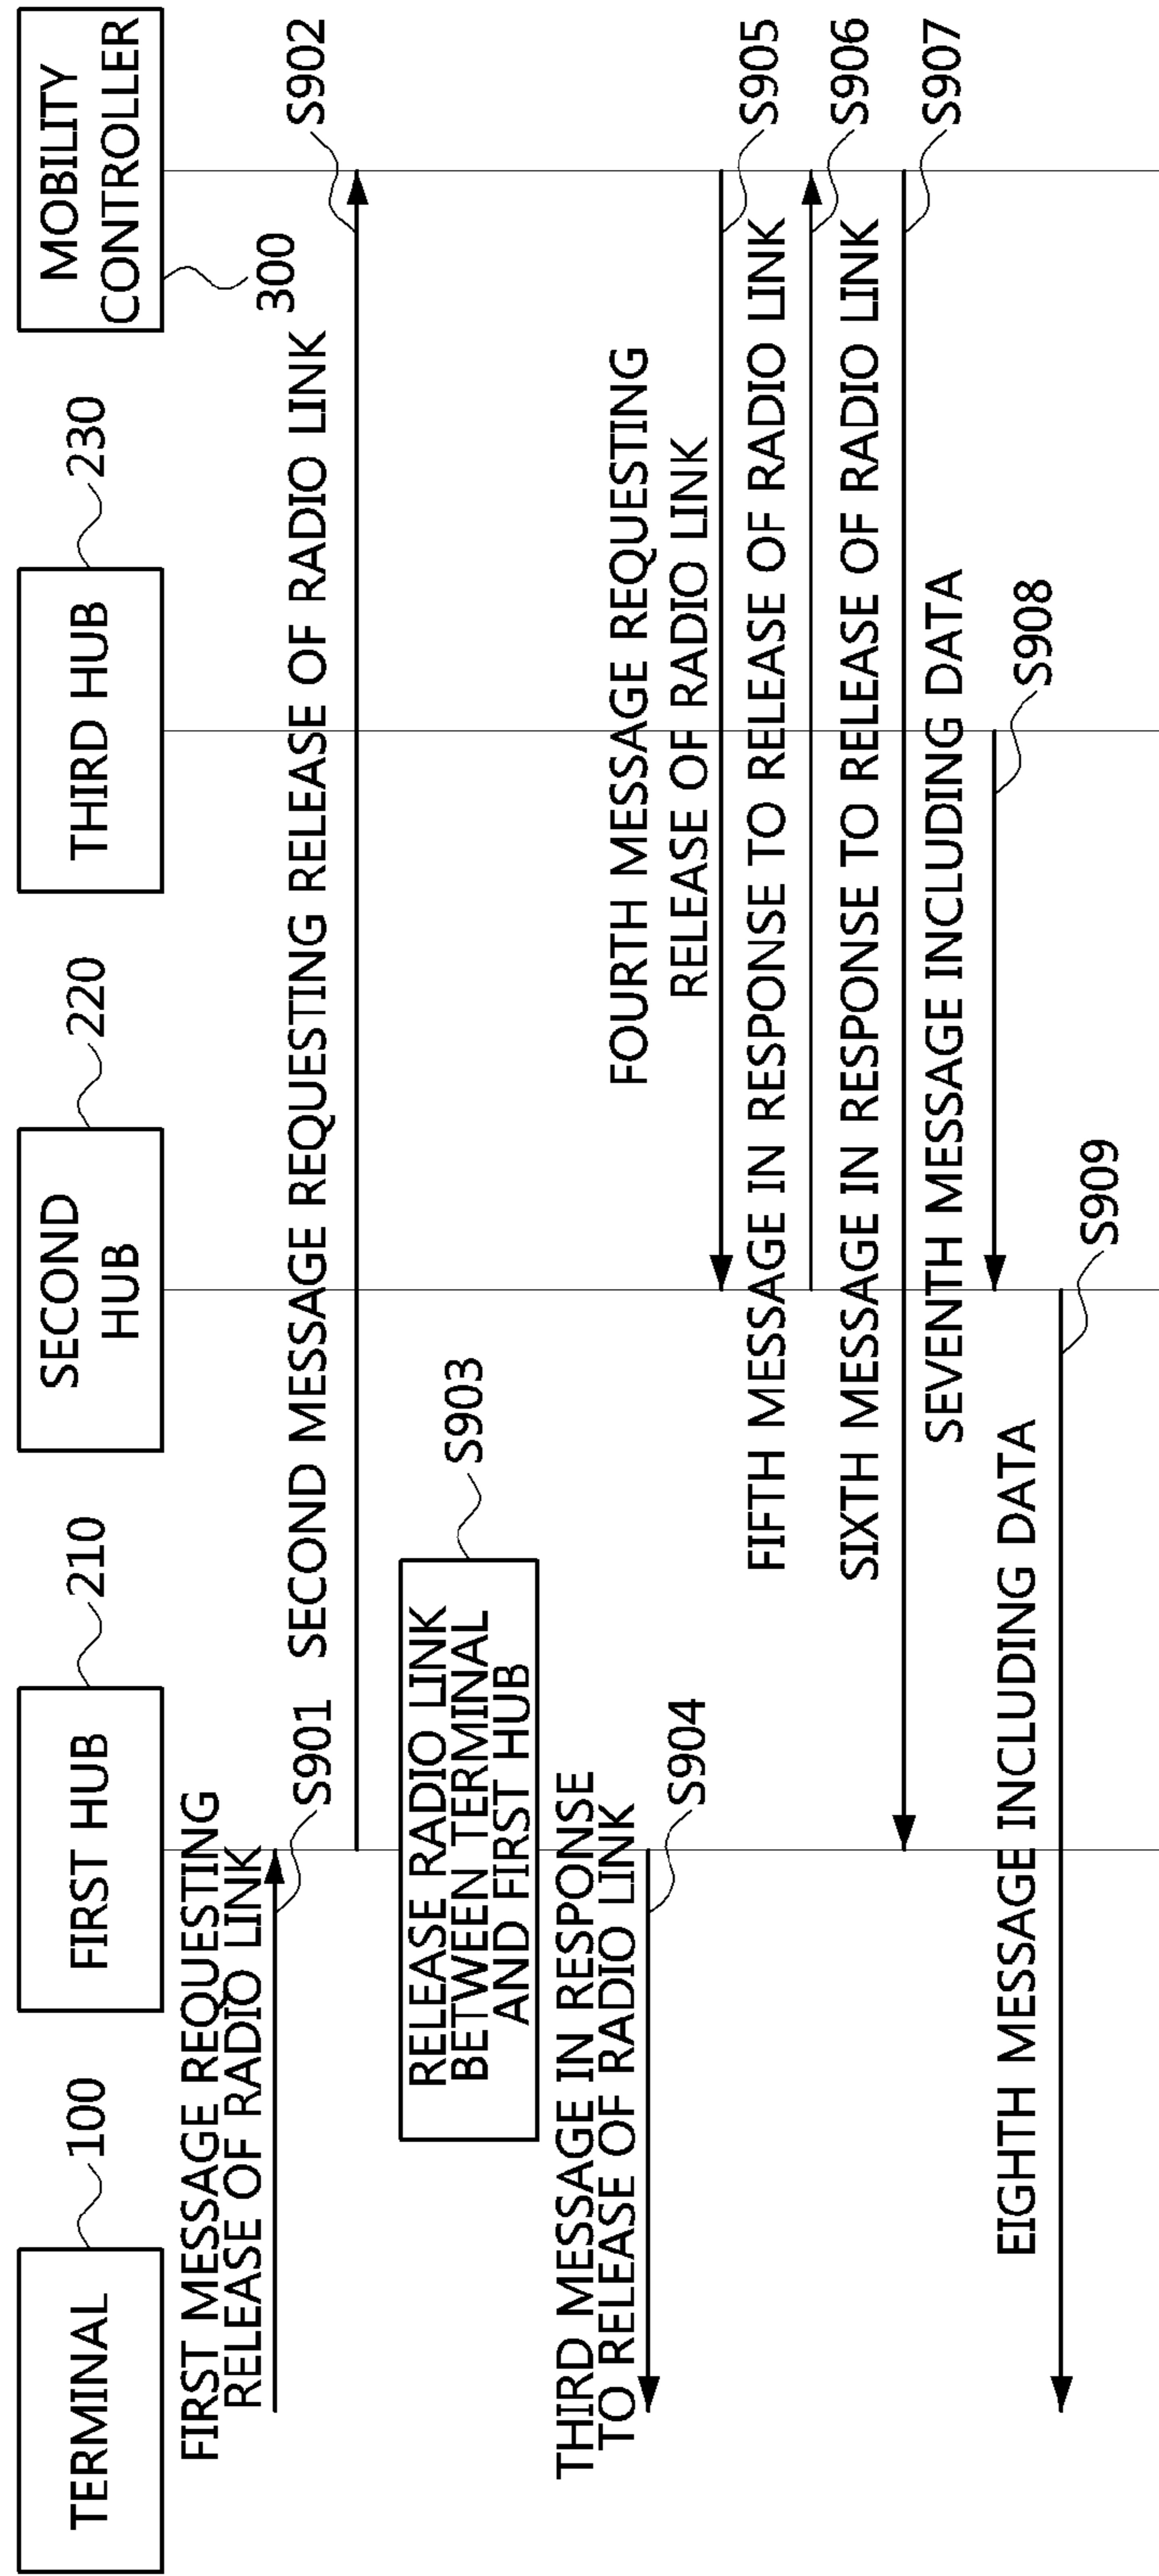 TERMINAL
100
FIRST HUB
210
SECOND
HUB
220
THIRD HUB
230
MOBILITY
CONTROLLER
300
FIRST MESSAGE REQUESTING
RELEASE OF RADIO LINK
S901
SECOND MESSAGE REQUESTING RELEASE OF RADIO LINK
S902
RELEASE RADIO LINK
BETWEEN TERMINAL
AND FIRST HUB
S903
THIRD MESSAGE IN RESPONSE
TO RELEASE OF RADIO LINK
S904
FOURTH MESSAGE REQUESTING
RELEASE OF RADIO LINK
S905
FIFTH MESSAGE IN RESPONSE TO RELEASE OF RADIO LINK
S906
SIXTH MESSAGE IN RESPONSE TO RELEASE OF RADIO LINK
S907
SEVENTH MESSAGE INCLUDING DATA
S908
EIGHTH MESSAGE INCLUDING DATA
S909